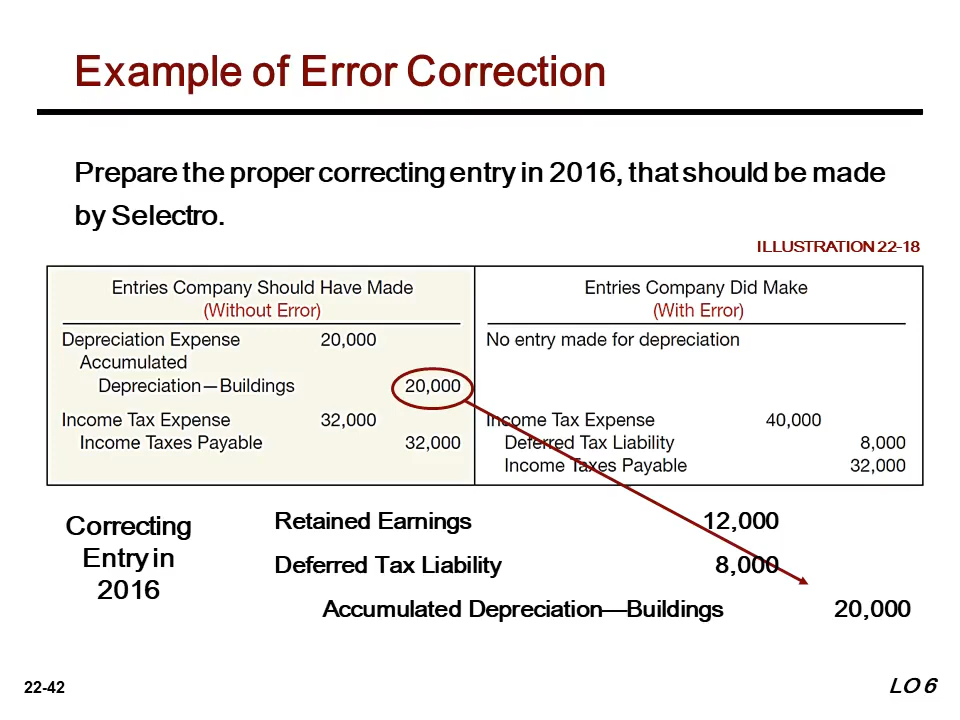 Example of Error Correction
Prepare the proper correcting entry in 2016, that should be made
by Selectro.
ILLUSTRATION 22-18
Entries Company Should Have Made
(Without Error)
Depreciation Expense 20,000
Accumulated
Depreciation—Buildings 20,000
Income Tax Expense 32,000
Income Taxes Payable 32,000
Entries Company Did Make
(With Error)
No entry made for depreciation
Income Tax Expense 40,000
Deferred Tax Liability 8,000
Income Taxes Payable 32,000
Correcting
Entry in
2016
Retained Earnings 12,000
Deferred Tax Liability 8,000
Accumulated Depreciation—Buildings 20,000
22-42
LO 6